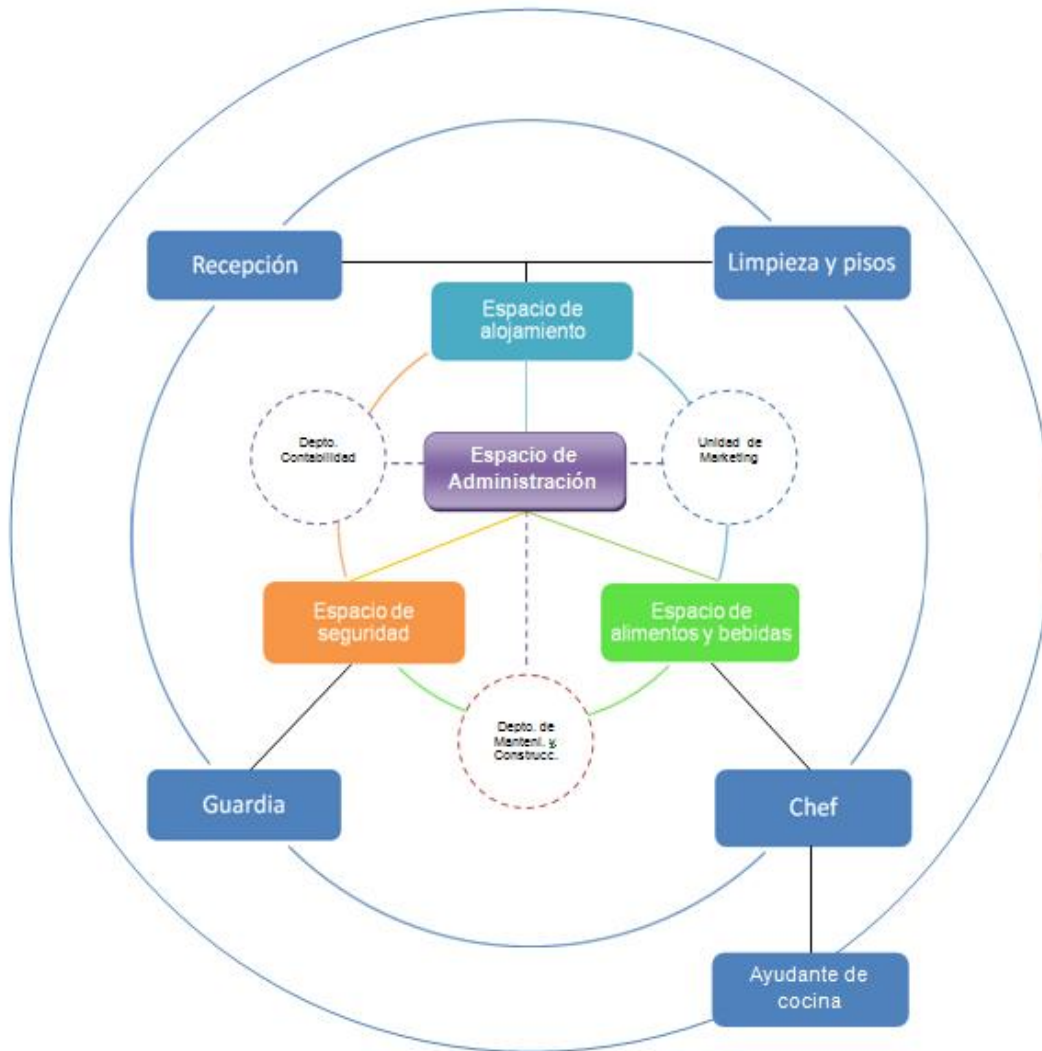 Recepción
Limpieza y pisos
Espacio de
alojamiento
Depto.
Contabilidad
Espacio de
Administración
Unidad de
Marketing
Espacio de
seguridad
Espacio de
alimentos y bebidas
Depto. de
Manteni. y.
Construcc.
Guardia
Chef
Ayudante de
cocina